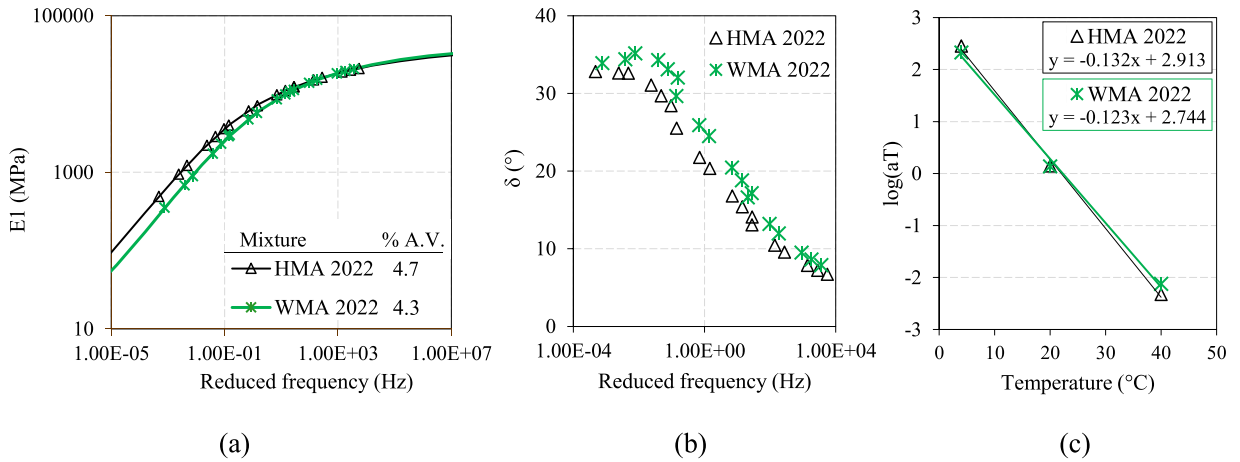 100000
1000
10
E1 (MPa)
Mixture % A.V.
HMA 2022 4.7
WMA 2022 4.3
1.00E-05 1.00E-01 1.00E+03 1.00E+07
Reduced frequency (Hz)
(a)
40
30
20
10
0
δ (°)
HMA 2022
WMA 2022
1.00E-04 1.00E+00 1.00E+04
Reduced frequency (Hz)
(b)
3
2
1
0
-1
-2
-3
log(aT)
HMA 2022
y = -0.132x + 2.913
WMA 2022
y = -0.123x + 2.744
0 10 20 30 40 50
Temperature (°C)
(c)